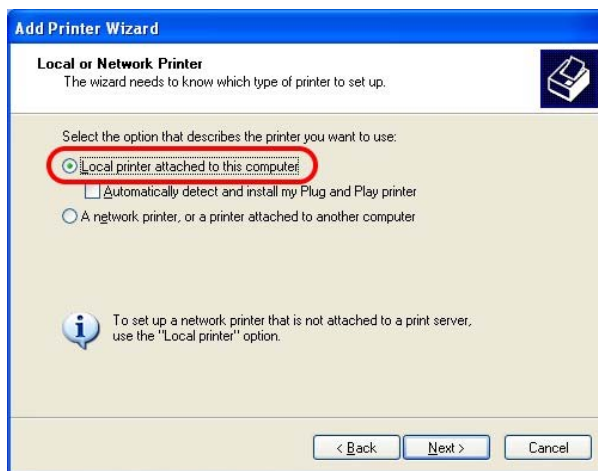 Add Printer Wizard
Local or Network Printer
The wizard needs to know which type of printer to set up.
Select the option that describes the printer you want to use:
Local printer attached to this computer
Automatically detect and install my Plug and Play printer
A network printer, or a printer attached to another computer
To set up a network printer that is not attached to a print server,
use the "Local printer" option.
< Back
Next >
Cancel